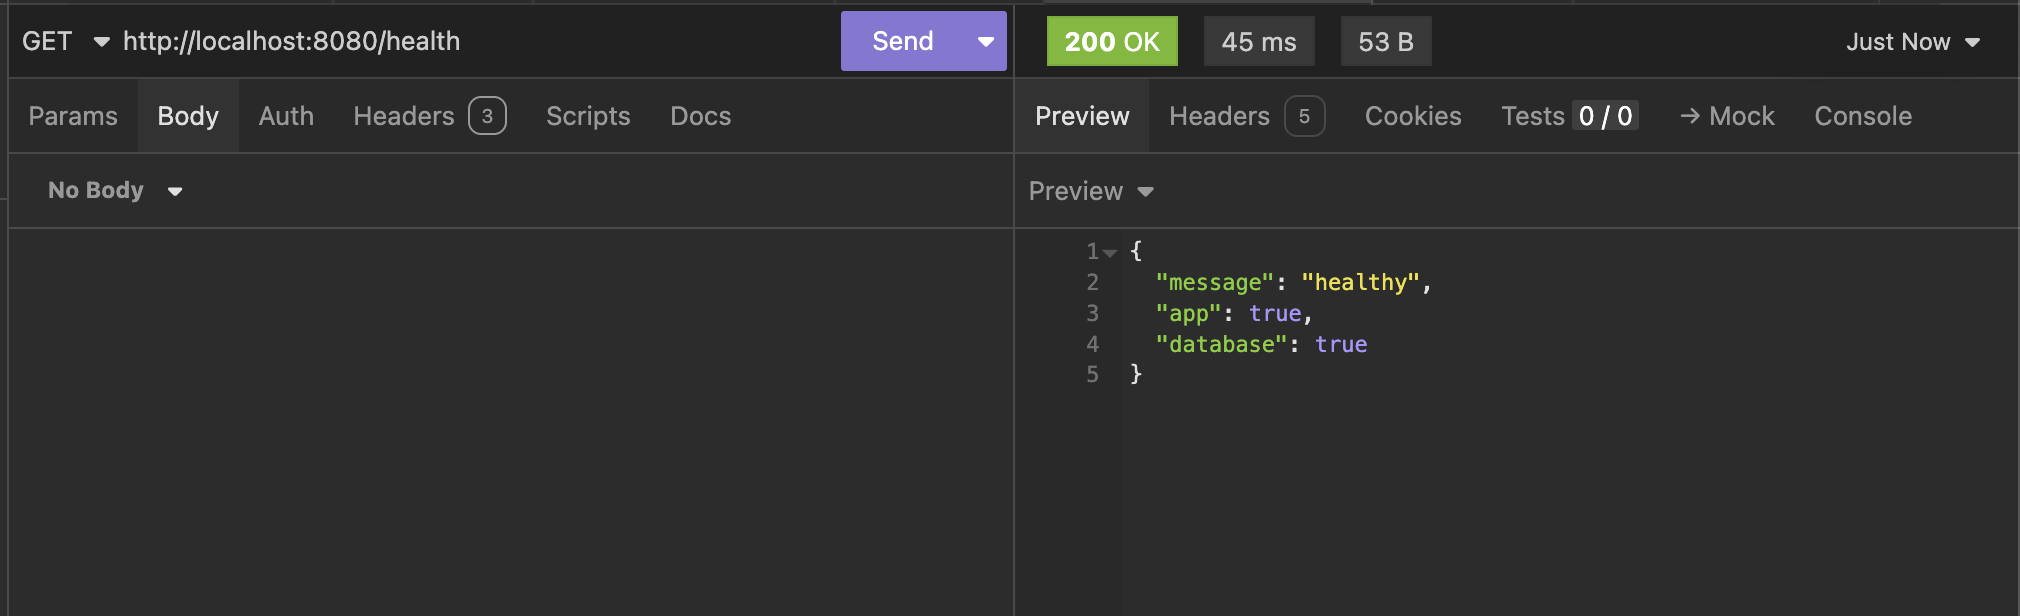 GET http://localhost:8080/health Send
Params Body Auth Headers 3 Scripts Docs
No Body
200 OK 45 ms 53 B Just Now
Preview Headers 5 Cookies Tests 0 / 0 → Mock Console
Preview
1 {
2 "message": "healthy",
3 "app": true,
4 "database": true
5 }